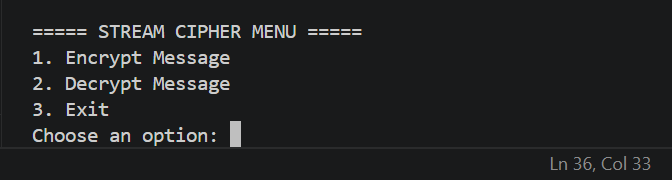 ===== STREAM CIPHER MENU =====
1. Encrypt Message
2. Decrypt Message
3. Exit
Choose an option:
Ln 36, Col 33